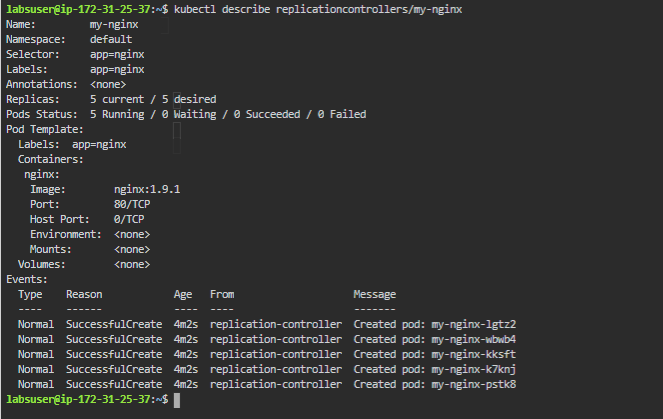 labsuser@ip-172-31-25-37:~$ kubectl describe replicationcontrollers/my-nginx
Name:         my-nginx
Namespace:    default
Selector:     app=nginx
Labels:       app=nginx
Annotations:  <none>
Replicas:     5 current / 5 desired
Pods Status:  5 Running / 0 Waiting / 0 Succeeded / 0 Failed
Pod Template:
  Labels:  app=nginx
  Containers:
   nginx:
    Image:        nginx:1.9.1
    Port:         80/TCP
    Host Port:    0/TCP
    Environment:  <none>
    Mounts:       <none>
  Volumes:        <none>
Events:
  Type    Reason            Age   From                    Message
  ----    ------            ----  ----                    -------
  Normal  SuccessfulCreate  4m2s  replication-controller  Created pod: my-nginx-lgtz2
  Normal  SuccessfulCreate  4m2s  replication-controller  Created pod: my-nginx-wbwb4
  Normal  SuccessfulCreate  4m2s  replication-controller  Created pod: my-nginx-kksft
  Normal  SuccessfulCreate  4m2s  replication-controller  Created pod: my-nginx-k7knj
  Normal  SuccessfulCreate  4m2s  replication-controller  Created pod: my-nginx-pstk8
labsuser@ip-172-31-25-37:~$